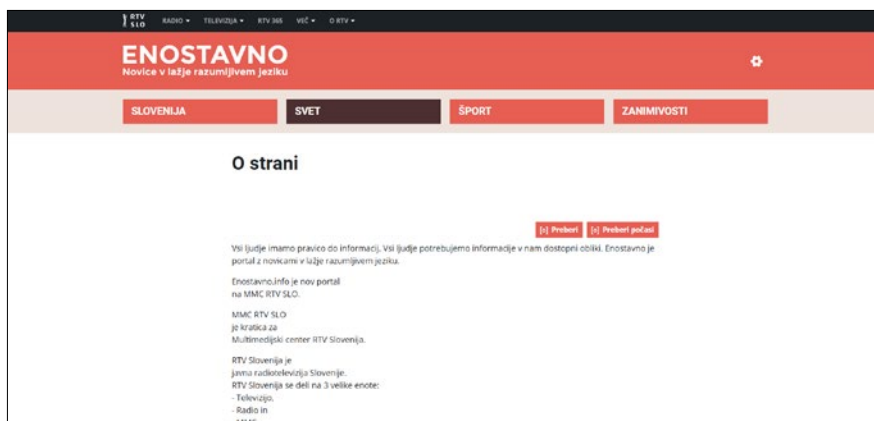 RTV
SLO
RADIO TELEVIZIJA RTV 365 VEČ O RTV
ENOSTAVNO
Novice v lažje razumljivem jeziku
SLOVENIJA SVET ŠPORT ZANIMIVOSTI
O strani
[o] Preberi [o] Preberi počasi
Vsi ljudje imamo pravico do informacij. Vsi ljudje potrebujemo informacije v nam dostopni obliki. Enostavno je
portal z novicami v lažje razumljivem jeziku.
Enostavno.info je nov portal
na MMC RTV SLO.
MMC RTV SLO
je kratica za
Multimedijski center RTV Slovenija.
RTV Slovenija je
javna radiotelevizija Slovenije.
RTV Slovenija se deli na 3 velike enote:
- Televizijo,
- Radio in